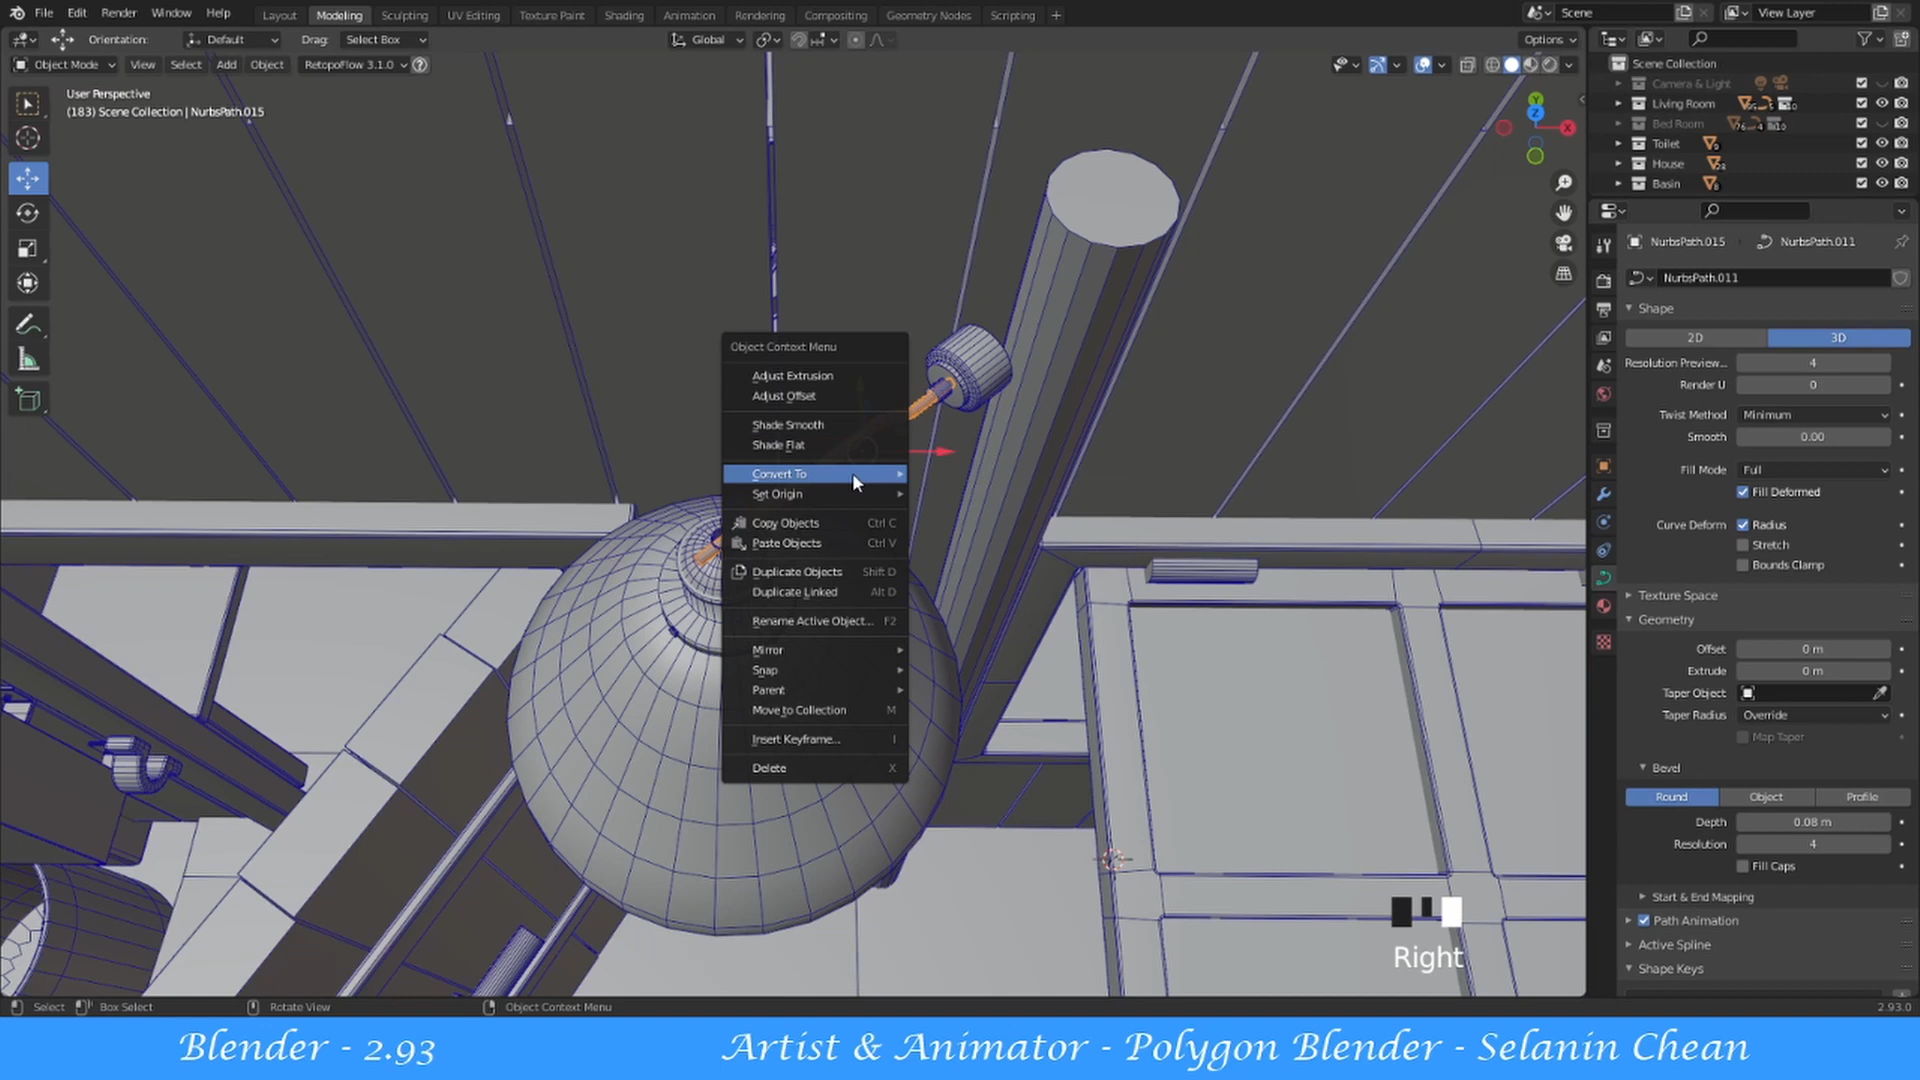 File Edit Render Window Help Layout Modeling Sculpting UV Editing Texture Paint Shading Animation Rendering Compositing Geometry Nodes Scripting + Scene View Layer
Orientation: Default Drag: Select Box Global Options
Object Mode View Select Add Object RetopoFlow 3.1.0
User Perspective
(183) Scene Collection | NurbsPath.015
Y
Z
X
Object Context Menu
Adjust Extrusion
Adjust Offset
Shade Smooth
Shade Flat
Convert To
Set Origin
Copy Objects Ctrl C
Paste Objects Ctrl V
Duplicate Objects Shift D
Duplicate Linked Alt D
Rename Active Object... F2
Mirror
Snap
Parent
Move to Collection M
Insert Keyframe... I
Delete X
Right
Scene Collection
Camera & Light
Living Room
Bed Room
Toilet
House
Basin
NurbsPath.015 NurbsPath.011
NurbsPath.011
Shape
2D 3D
Resolution Preview... 4
Render U 0
Twist Method Minimum
Smooth 0.00
Fill Mode Full
Fill Deformed
Curve Deform Radius
Stretch
Bounds Clamp
Texture Space
Geometry
Offset 0 m
Extrude 0 m
Taper Object
Taper Radius Override
Map Taper
Bevel
Round Object Profile
Depth 0.08 m
Resolution 4
Fill Caps
Start & End Mapping
Path Animation
Active Spline
Shape Keys
Select Box Select Rotate View Object Context Menu 2.93.0
Blender - 2.93 Artist & Animator - Polygon Blender - Selanin Chean